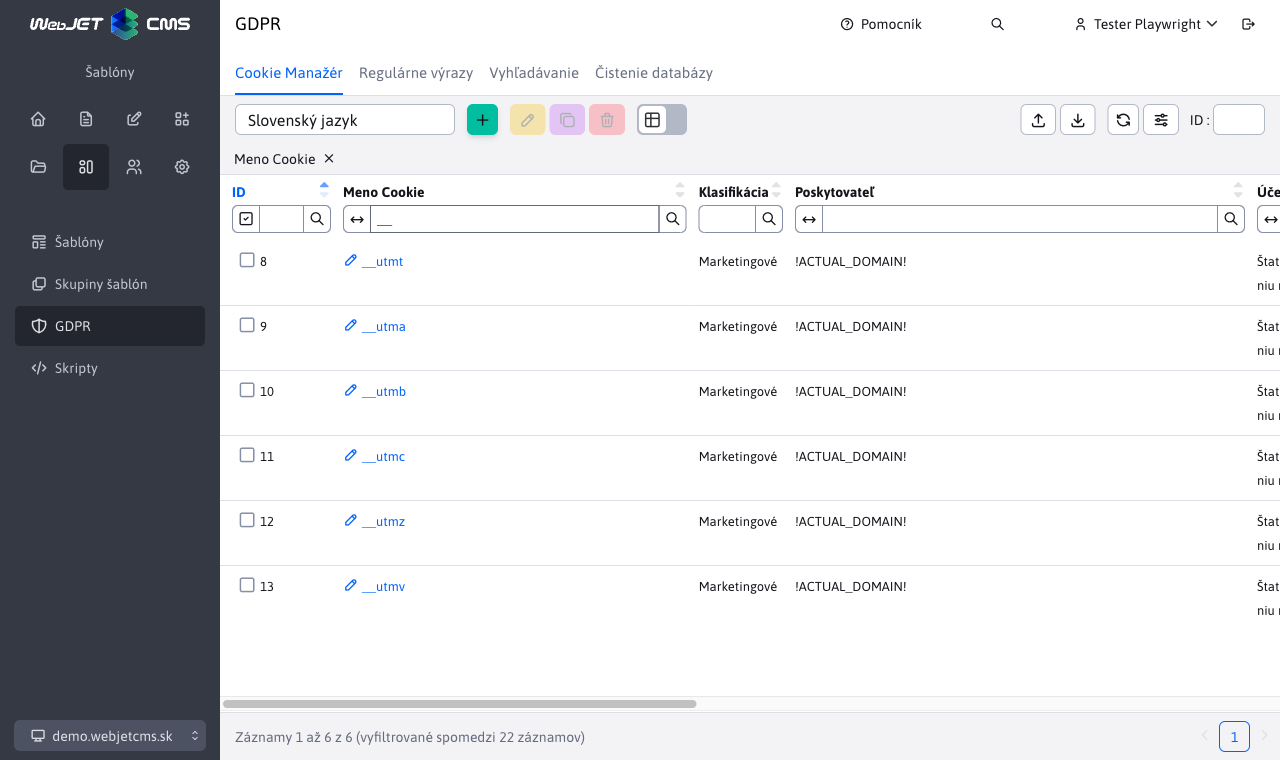 WebJET CMS
GDPR
Pomocník
Tester Playwright
Šablóny
Cookie Manažér
Regulárne výrazy
Vyhľadávanie
Čistenie databázy
Slovenský jazyk
ID :
Meno Cookie ×
ID
Meno Cookie
Klasifikácia
Poskytovateľ
Úče
__
8 __utmt Marketingové !ACTUAL_DOMAIN! Štat
niu n
9 __utma Marketingové !ACTUAL_DOMAIN! Štat
niu n
10 __utmb Marketingové !ACTUAL_DOMAIN! Štat
niu n
11 __utmc Marketingové !ACTUAL_DOMAIN! Štat
niu n
12 __utmz Marketingové !ACTUAL_DOMAIN! Štat
niu n
13 __utmv Marketingové !ACTUAL_DOMAIN! Štat
niu n
Šablóny
Skupiny šablón
GDPR
Skripty
demo.webjetcms.sk
Záznamy 1 až 6 z 6 (vyfiltrované spomedzi 22 záznamov)
1